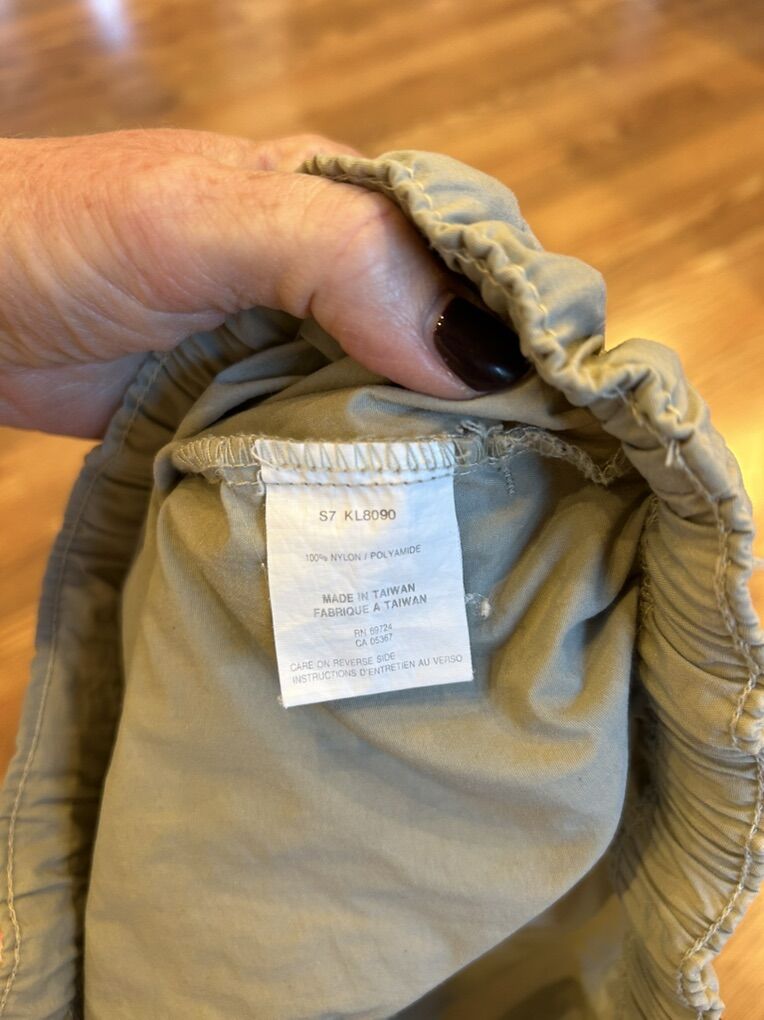 S7 KL8090
100% NYLON / POLYAMIDE
MADE IN TAIWAN
FABRIQUE A TAIWAN
RN 69724
CA 05367
CARE ON REVERSE SIDE
INSTRUCTIONS D'ENTRETIEN AU VERSO